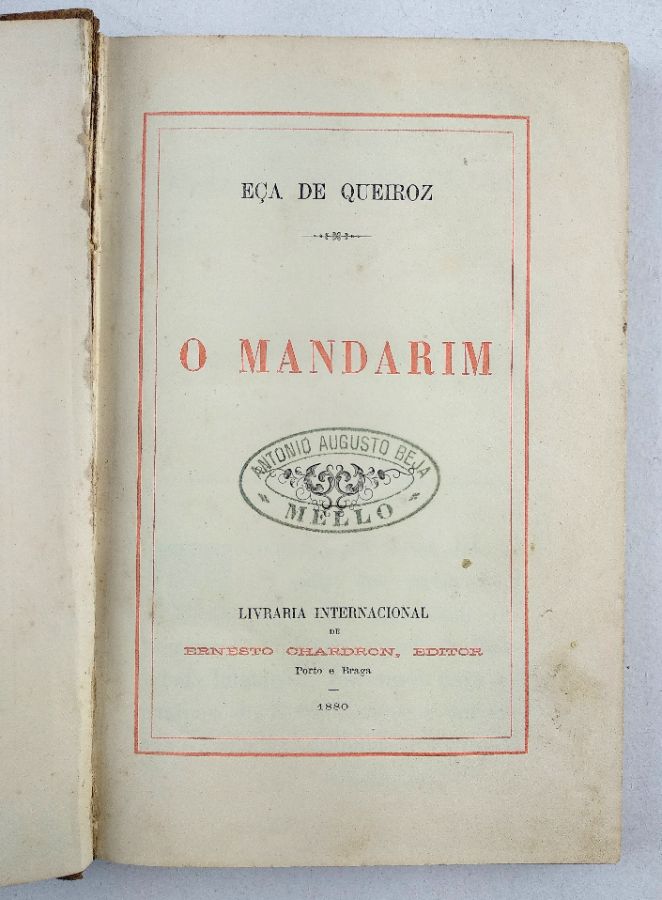 EÇA DE QUEIROZ
O MANDARIM
ANTONIO AUGUSTO BEJA
MELLO
LIVRARIA INTERNACIONAL
DE
ERNESTO CHARDRON, EDITOR
Porto e Braga
1880